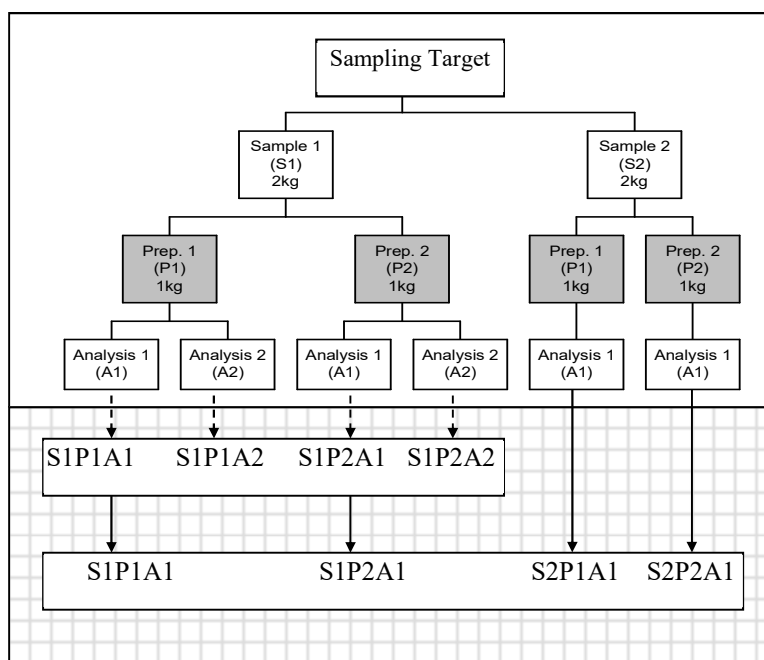 Sampling Target
Sample 1
(S1)
2kg
Sample 2
(S2)
2kg
Prep. 1
(P1)
1kg
Prep. 2
(P2)
1kg
Prep. 1
(P1)
1kg
Prep. 2
(P2)
1kg
Analysis 1
(A1)
Analysis 2
(A2)
Analysis 1
(A1)
Analysis 2
(A2)
Analysis 1
(A1)
Analysis 1
(A1)
S1P1A1 S1P1A2 S1P2A1 S1P2A2
S1P1A1 S1P2A1 S2P1A1 S2P2A1